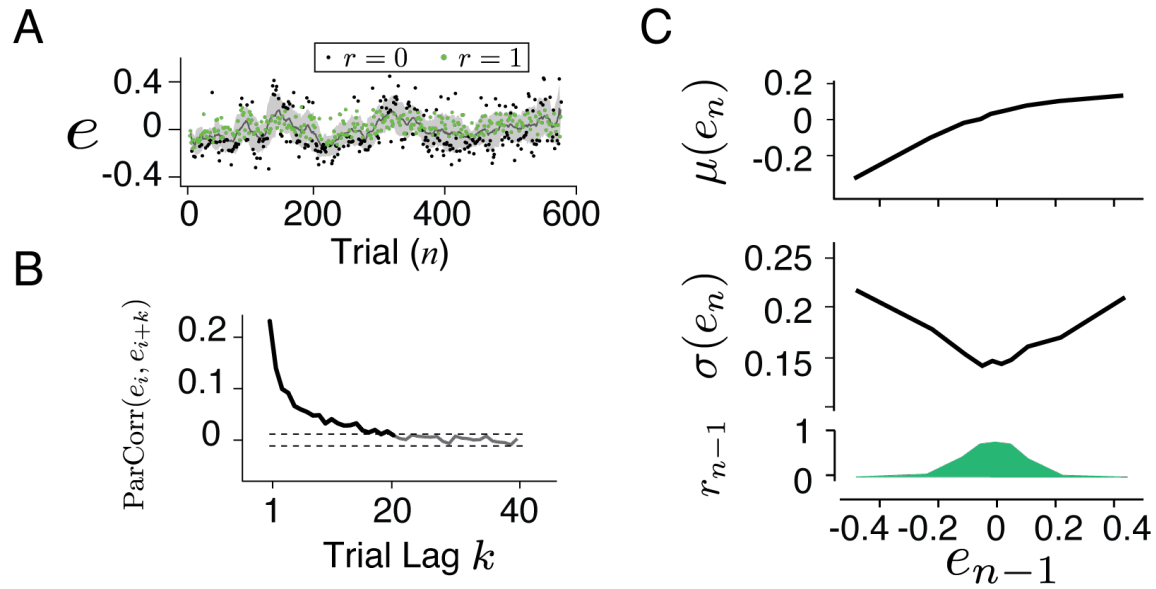 A
r = 0 r = 1
e
0.4
0
-0.4
0 200 400 600
Trial (n)
B
ParCorr(e_i, e_{i+k})
0.2
0.1
0
1 20 40
Trial Lag k
C
μ(e_n)
0.2
0
-0.2
σ(e_n)
0.25
0.2
0.15
r_{n−1}
1
0
-0.4 -0.2 0 0.2 0.4
e_{n−1}